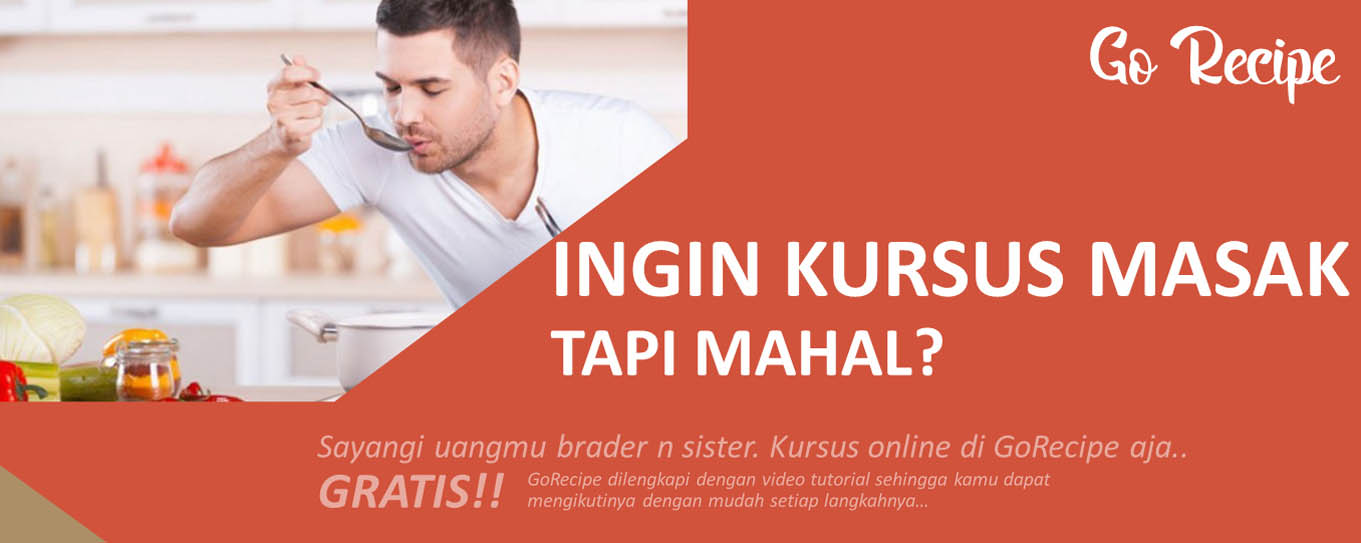 Go Recipe
INGIN KURSUS MASAK
TAPI MAHAL?
Sayangi uangmu brader n sister. Kursus online di GoRecipe aja..
GRATIS!!
GoRecipe dilengkapi dengan video tutorial sehingga kamu dapat
mengikutinya dengan mudah setiap langkahnya...